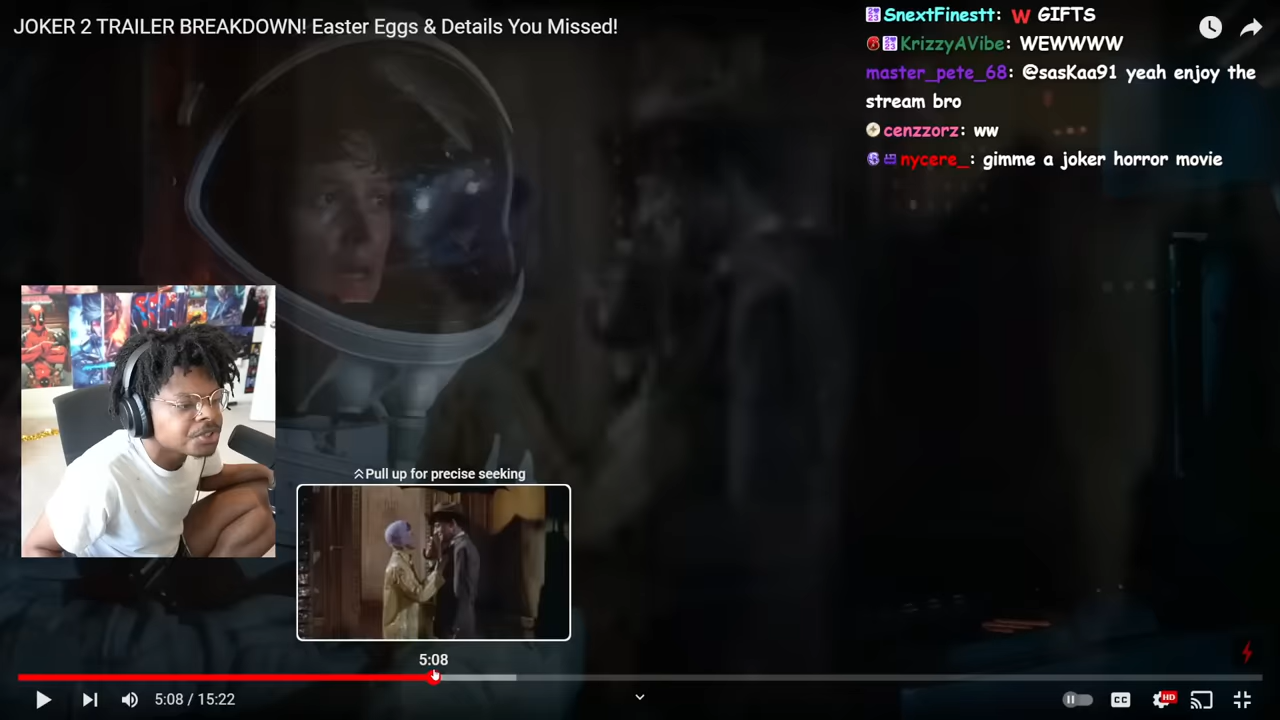 JOKER 2 TRAILER BREAKDOWN! Easter Eggs & Details You Missed!
SnextFinestt: W GIFTS
KrizzyAVibe: WEWWWW
master_pete_68: @sasKaa91 yeah enjoy the
stream bro
cenzzorz: ww
nycere_: gimme a joker horror movie
Pull up for precise seeking
5:08
5:08 / 15:22
CC
HD